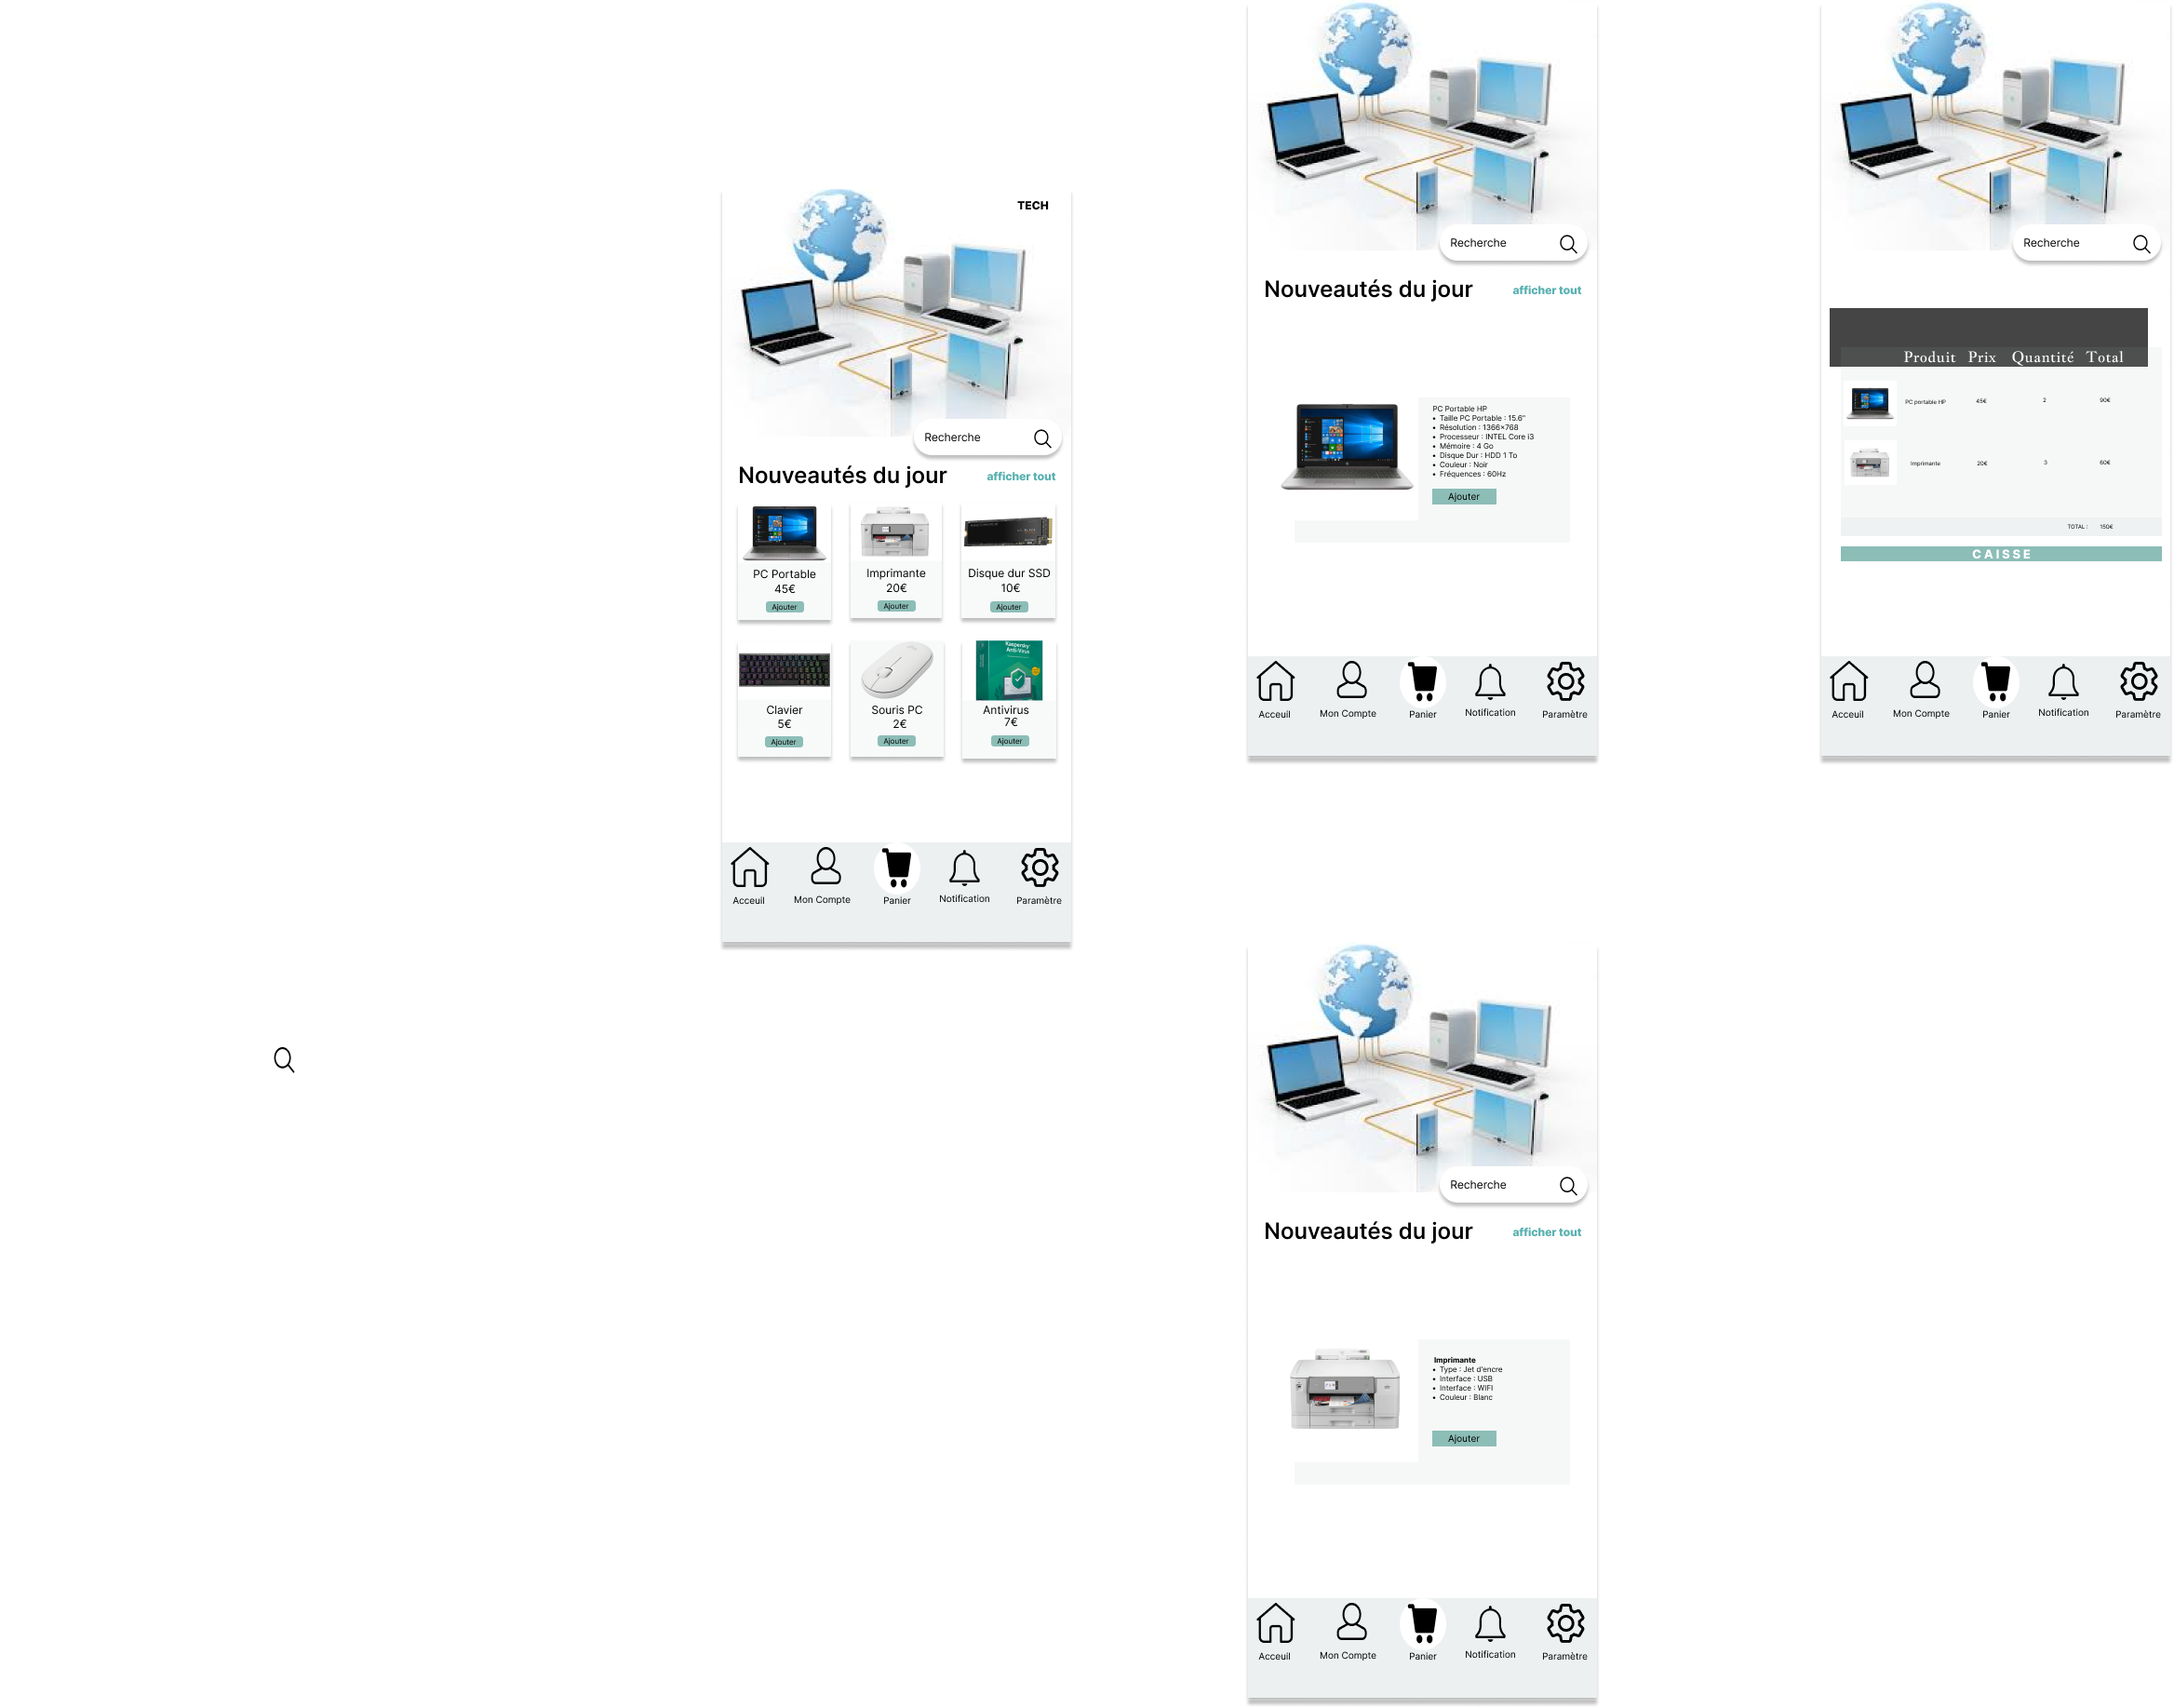 TECH
Recherche
Nouveautés du jour afficher tout
PC Portable
45€
Ajouter
Imprimante
20€
Ajouter
Disque dur SSD
10€
Ajouter
Clavier
5€
Ajouter
Souris PC
2€
Ajouter
Kaspersky
Anti-Virus
Antivirus
7€
Ajouter
Acceuil Mon Compte Panier Notification Paramètre
Recherche
Nouveautés du jour afficher tout
PC Portable HP
• Taille PC Portable : 15.6"
• Résolution : 1366x768
• Processeur : INTEL Core i3
• Mémoire : 4 Go
• Disque Dur : HDD 1 To
• Couleur : Noir
• Fréquences : 60Hz
Ajouter
Acceuil Mon Compte Panier Notification Paramètre
Recherche
Produit Prix Quantité Total
PC portable HP 45€ 2 90€
Imprimante 20€ 3 60€
TOTAL : 150€
CAISSE
Acceuil Mon Compte Panier Notification Paramètre
Recherche
Nouveautés du jour afficher tout
Imprimante
• Type : Jet d'encre
• Interface : USB
• Interface : WIFI
• Couleur : Blanc
Ajouter
Acceuil Mon Compte Panier Notification Paramètre